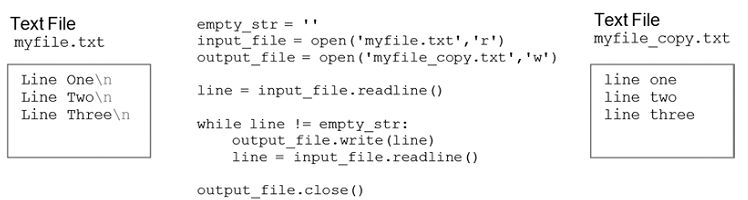 Text File
myfile.txt
Line One\n
Line Two\n
Line Three\n
empty_str = ''
input_file = open('myfile.txt','r')
output_file = open('myfile_copy.txt','w')
line = input_file.readline()
while line != empty_str:
    output_file.write(line)
    line = input_file.readline()
output_file.close()
Text File
myfile_copy.txt
line one
line two
line three